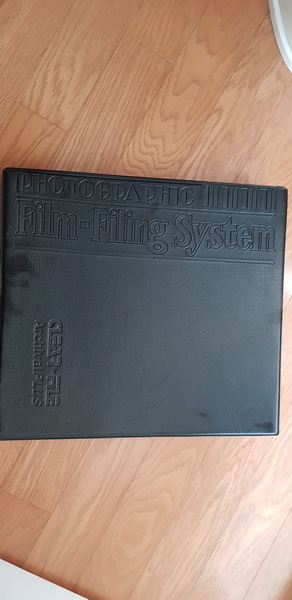 PHOTOGRAPHIC
Film-Filing System
CLEAR-FILE
Archival PLUS